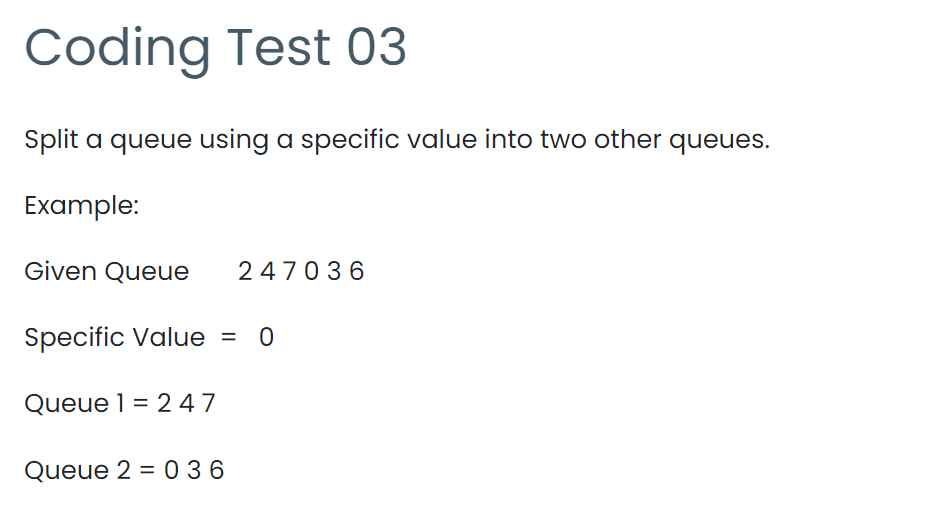 Coding Test 03
Split a queue using a specific value into two other queues.
Example:
Given Queue 2 4 7 0 3 6
Specific Value = 0
Queue 1 = 2 4 7
Queue 2 = 0 3 6